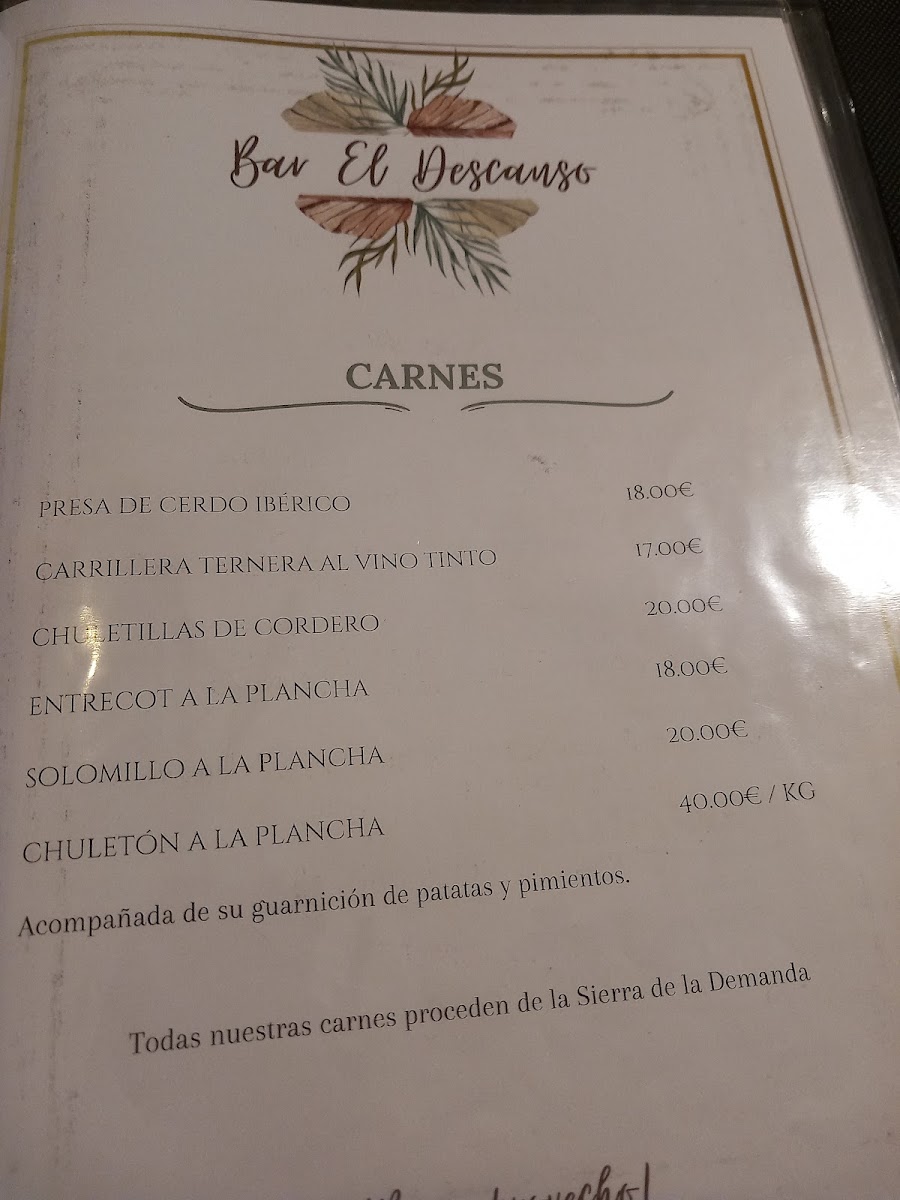 Bar El Descanso
CARNES
PRESA DE CERDO IBÉRICO 18.00€
CARRILLERA TERNERA AL VINO TINTO 17.00€
CHULETILLAS DE CORDERO 20.00€
ENTRECOT A LA PLANCHA 18.00€
SOLOMILLO A LA PLANCHA 20.00€
CHULETÓN A LA PLANCHA 40.00€ / KG
Acompañada de su guarnición de patatas y pimientos.
Todas nuestras carnes proceden de la Sierra de la Demanda